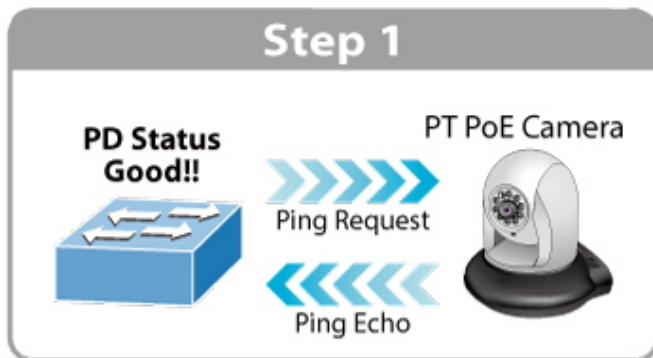 Step 1
PD Status
Good!!
PT PoE Camera
Ping Request
Ping Echo